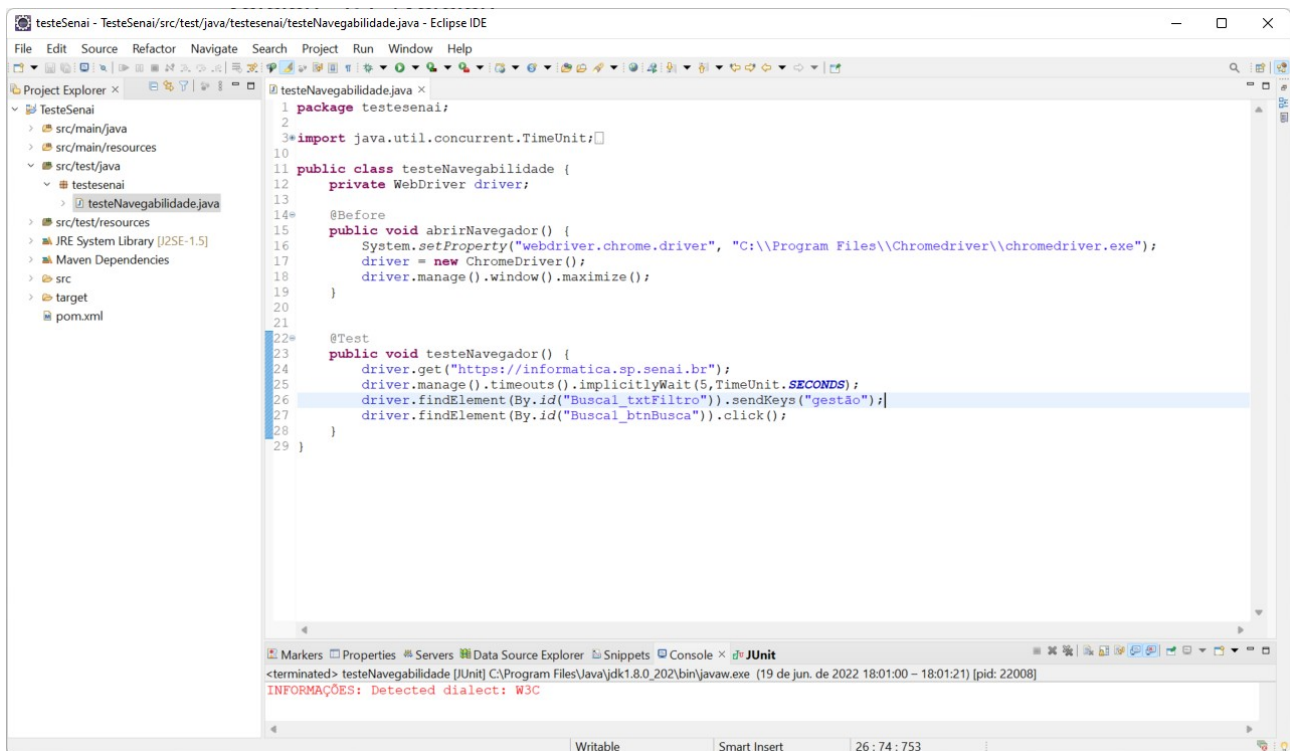 testeSenai - TesteSenai/src/test/java/testesenai/testeNavegabilidade.java - Eclipse IDE
File Edit Source Refactor Navigate Search Project Run Window Help
Project Explorer
testeNavegabilidade.java
TesteSenai
src/main/java
src/main/resources
src/test/java
testesenai
testeNavegabilidade.java
src/test/resources
JRE System Library [J2SE-1.5]
Maven Dependencies
src
target
pom.xml
1 package testesenai;
2
3 import java.util.concurrent.TimeUnit;
10
11 public class testeNavegabilidade {
12 private WebDriver driver;
13
14 @Before
15 public void abrirNavegador() {
16 System.setProperty("webdriver.chrome.driver", "C:\\Program Files\\Chromedriver\\chromedriver.exe");
17 driver = new ChromeDriver();
18 driver.manage().window().maximize();
19 }
20
21
22 @Test
23 public void testeNavegador() {
24 driver.get("https://informatica.sp.senai.br");
25 driver.manage().timeouts().implicitlyWait(5,TimeUnit.SECONDS);
26 driver.findElement(By.id("Busca1_txtFiltro")).sendKeys("gestão");
27 driver.findElement(By.id("Busca1_btnBusca")).click();
28 }
29 }
Markers Properties Servers Data Source Explorer Snippets Console JUnit
<terminated> testeNavegabilidade [JUnit] C:\Program Files\Java\jdk1.8.0_202\bin\javaw.exe (19 de jun. de 2022 18:01:00 – 18:01:21) [pid: 22008]
INFORMAÇÕES: Detected dialect: W3C
Writable Smart Insert 26 : 74 : 753